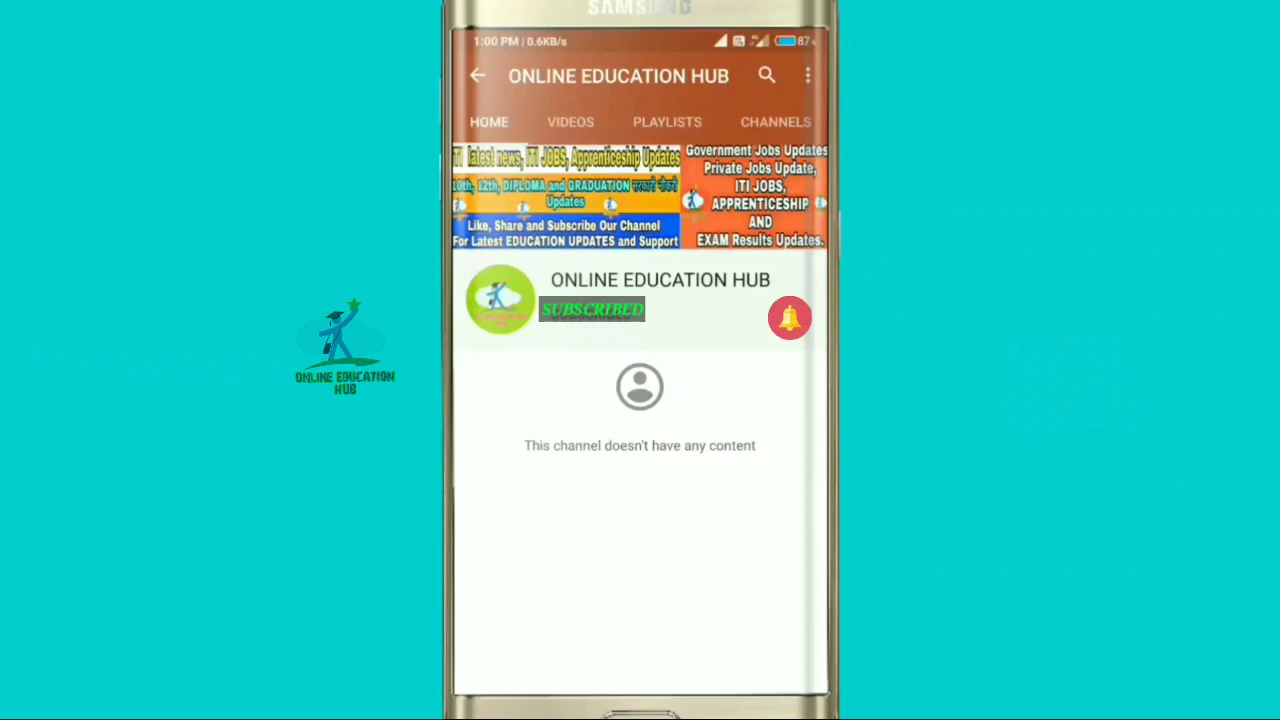 SAMSUNG
1:00 PM | 0.6KB/s
87
ONLINE EDUCATION HUB
HOME VIDEOS PLAYLISTS CHANNELS
ITI latest news, ITI JOBS, Apprenticeship Updates
10th, 12th, DIPLOMA and GRADUATION सरकारी नौकरी
Updates
Like, Share and Subscribe Our Channel
For Latest EDUCATION UPDATES and Support
Government Jobs Updates
Private Jobs Update,
ITI JOBS,
APPRENTICESHIP
AND
EXAM Results Updates.
ONLINE EDUCATION HUB
SUBSCRIBED
This channel doesn't have any content
ONLINE EDUCATION
HUB